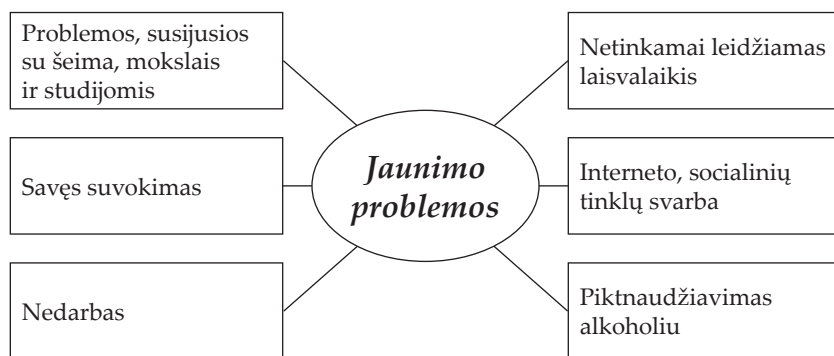 Problemos, susijusios
su šeima, mokslais
ir studijomis
Netinkamai leidžiamas
laisvalaikis
Savęs suvokimas
Jaunimo
problemos
Interneto, socialinių
tinklų svarba
Nedarbas
Piktnaudžiavimas
alkoholiu